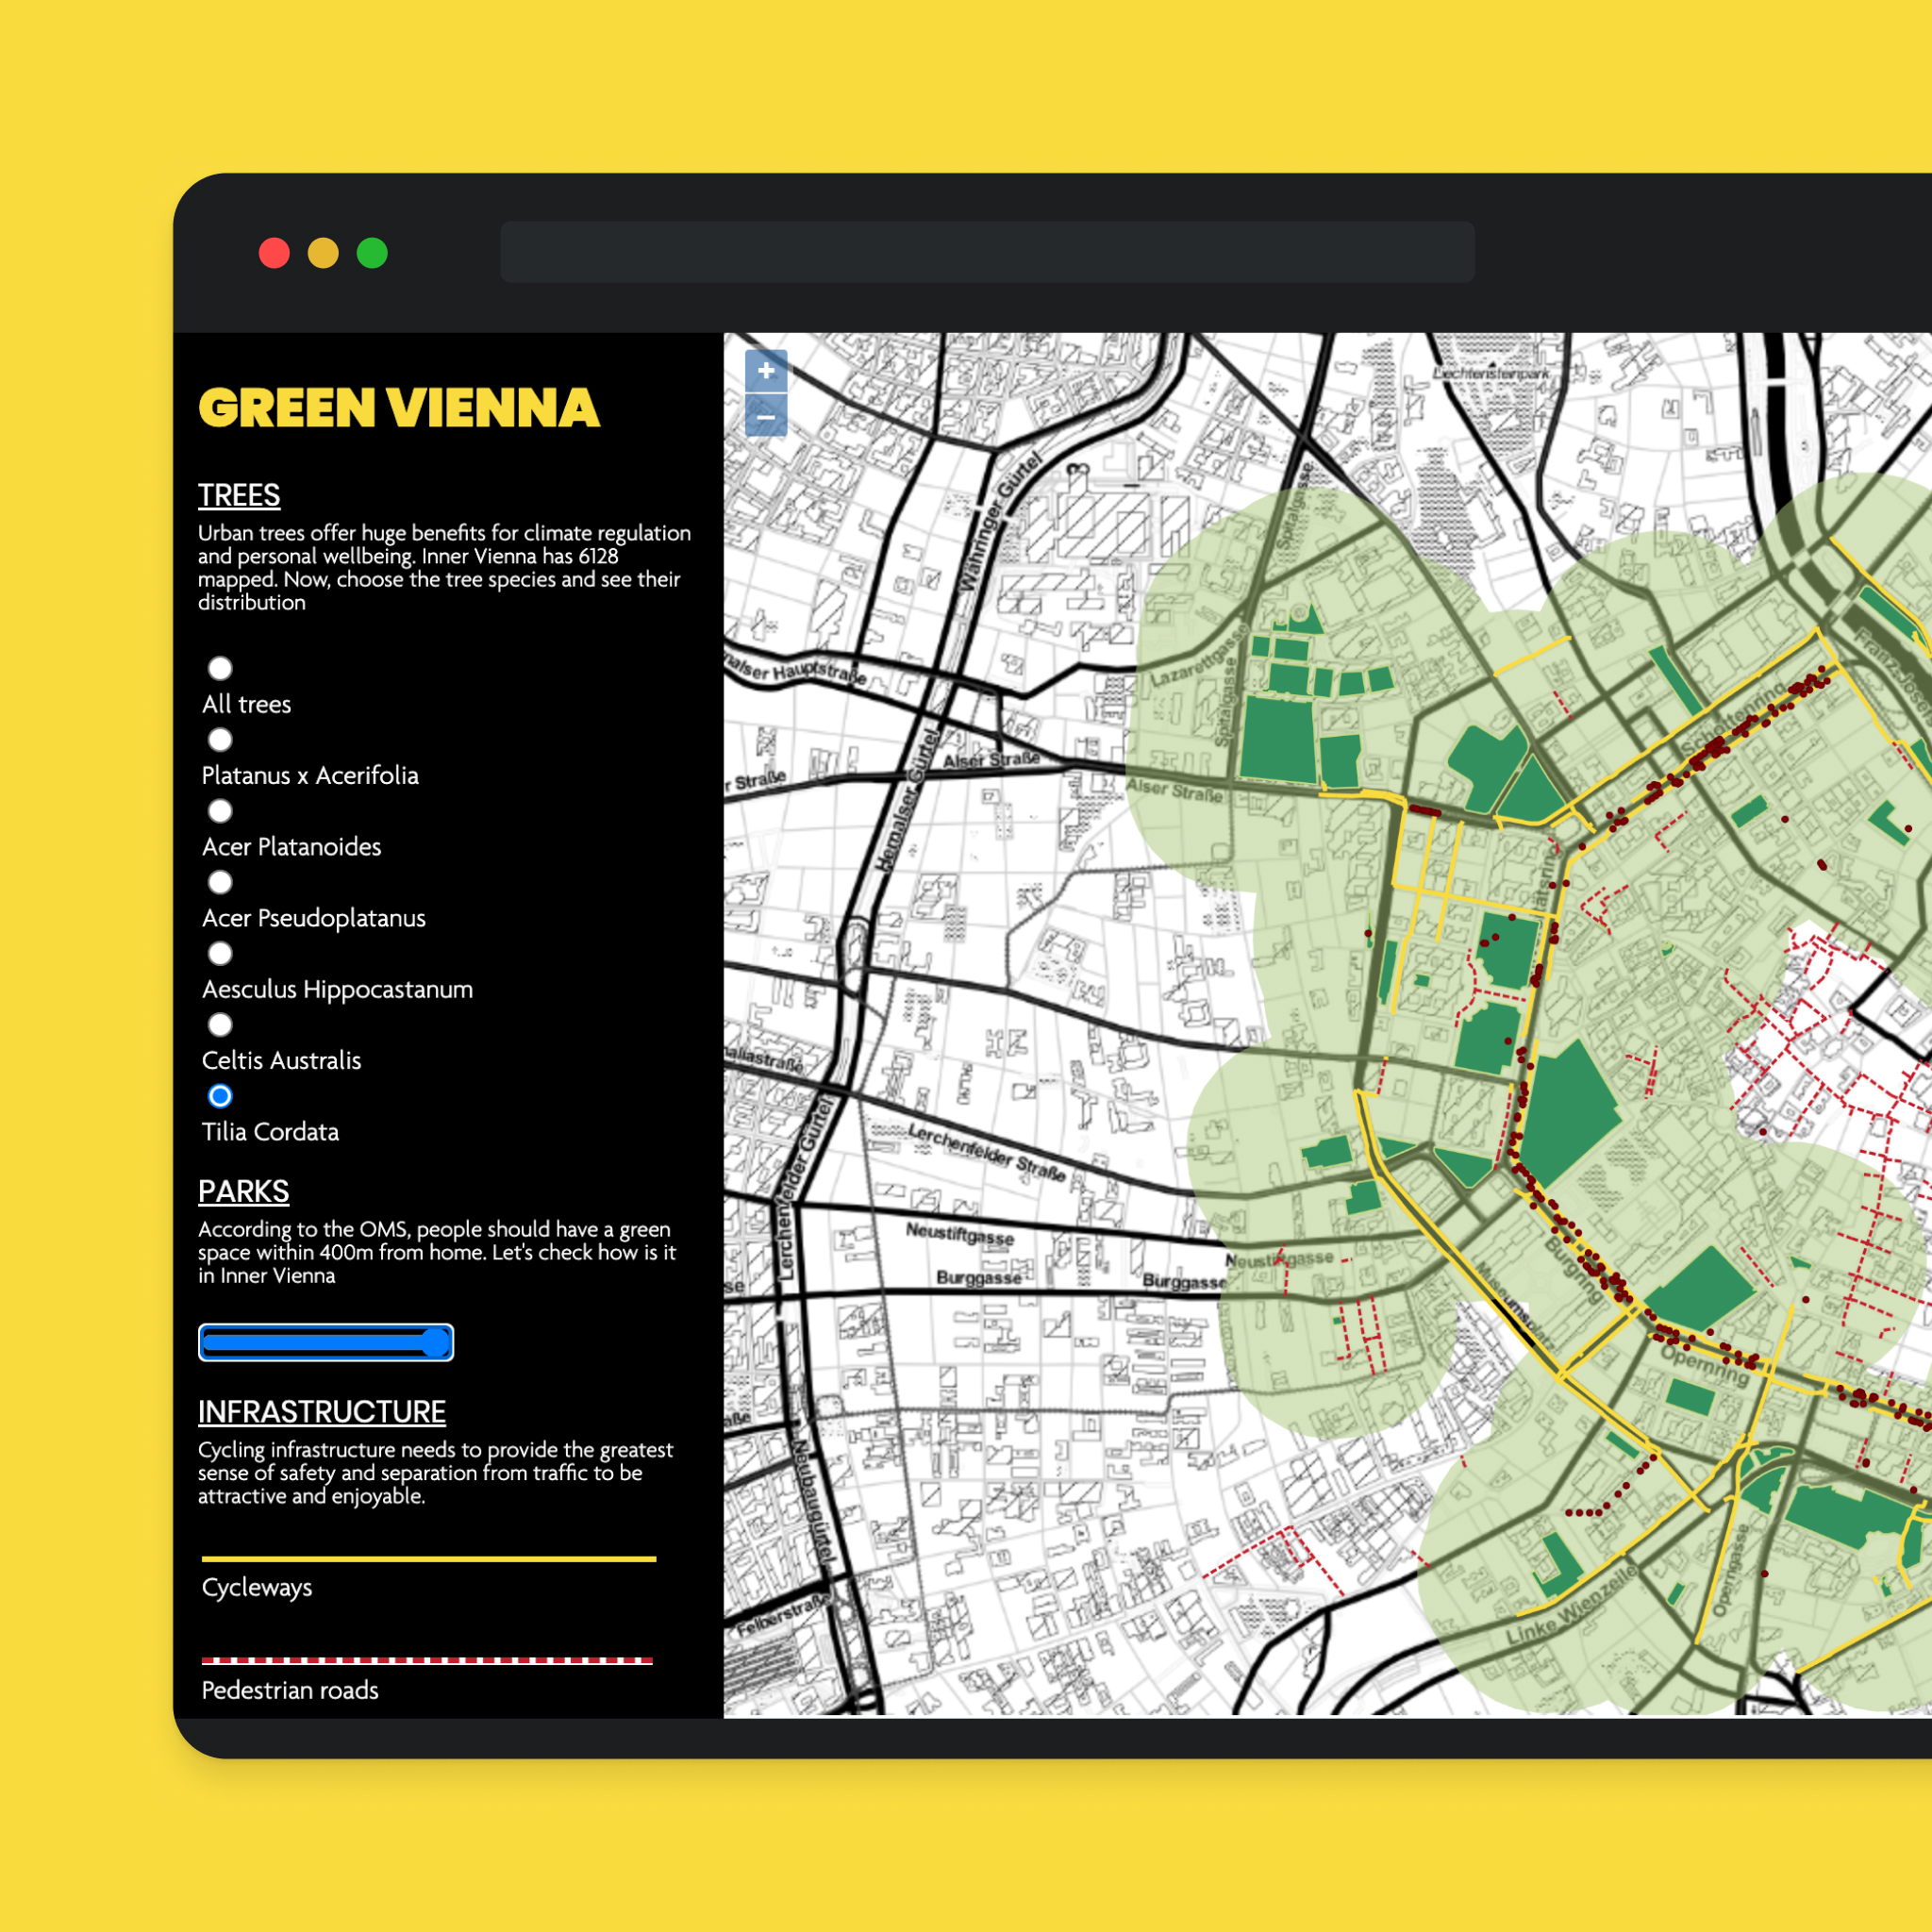 GREEN VIENNA
TREES
Urban trees offer huge benefits for climate regulation
and personal wellbeing. Inner Vienna has 6128
mapped. Now, choose the tree species and see their
distribution
All trees
Platanus x Acerifolia
Acer Platanoides
Acer Pseudoplatanus
Aesculus Hippocastanum
Celtis Australis
Tilia Cordata
PARKS
According to the OMS, people should have a green
space within 400m from home. Let's check how is it
in Inner Vienna
INFRASTRUCTURE
Cycling infrastructure needs to provide the greatest
sense of safety and separation from traffic to be
attractive and enjoyable.
Cycleways
Pedestrian roads
+
−
Liechtensteinpark
Währinger Gürtel
Spitalgasse
nalser Hauptstraße
Lazarettgasse
Spitalgasse
Franz-Jose
Schottenring
Alser Straße
r Straße
Alser Straße
Hernalser Gürtel
atsring
naliastraße
Lerchenfelder Straße
Lerchenfelder Gürtel
Neustiftgasse
Neustiftgasse
Burggasse
Burggasse
se
Burgring
Opernring
aße
Neubaugürtel
Felberstraße
Operngasse
Linke Wienzeile